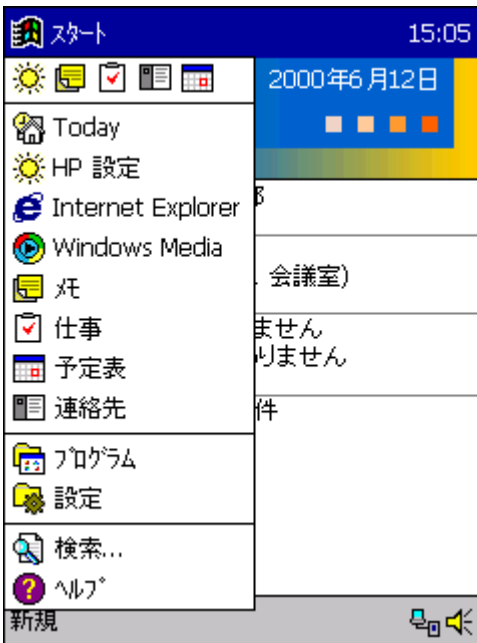 ｽﾀｰﾄ 15:05
2000年6月12日
Today
HP 設定
Internet Explorer
Windows Media
ﾒﾓ
会議室)
仕事
ません
りません
予定表
連絡先
件
ﾌﾟﾛｸﾞﾗﾑ
設定
検索...
ﾍﾙﾌﾟ
新規